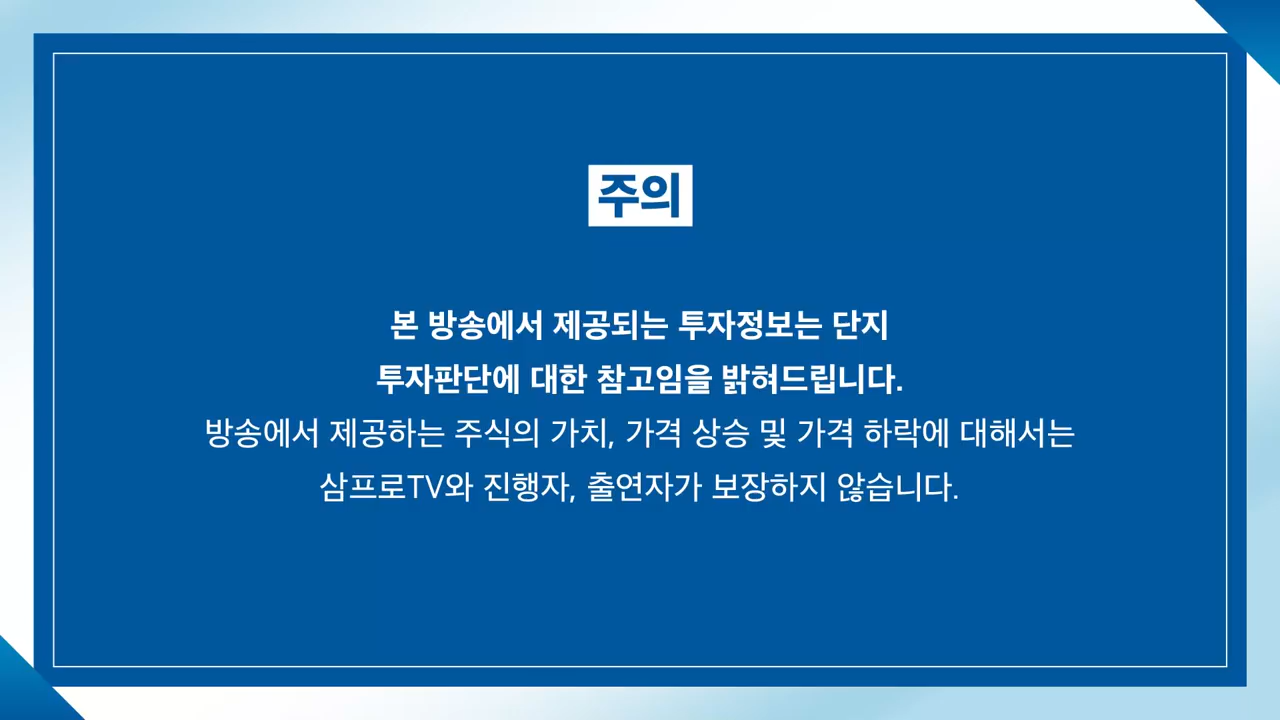 주의
본 방송에서 제공되는 투자정보는 단지
투자판단에 대한 참고임을 밝혀드립니다.
방송에서 제공하는 주식의 가치, 가격 상승 및 가격 하락에 대해서는
삼프로TV와 진행자, 출연자가 보장하지 않습니다.